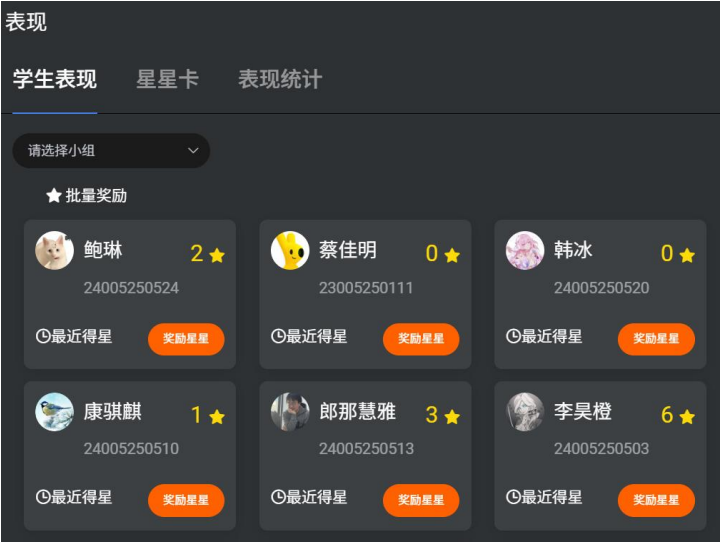 表现
学生表现 星星卡 表现统计
请选择小组
批量奖励
鲍琳 2
24005250524
最近得星 奖励星星
蔡佳明 0
23005250111
最近得星 奖励星星
韩冰 0
24005250520
最近得星 奖励星星
康骐麒 1
24005250510
最近得星 奖励星星
郎那慧雅 3
24005250513
最近得星 奖励星星
李昊橙 6
24005250503
最近得星 奖励星星